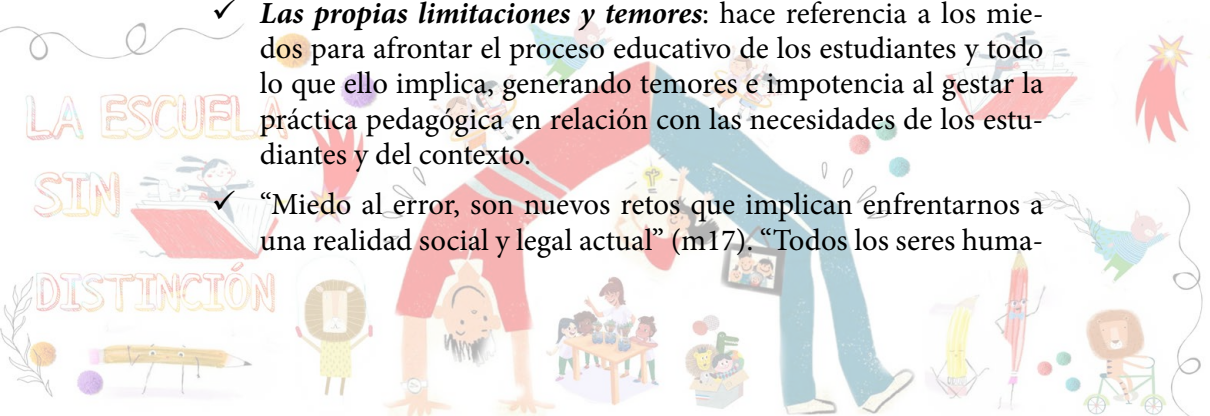 ✓ Las propias limitaciones y temores: hace referencia a los mie-
dos para afrontar el proceso educativo de los estudiantes y todo
lo que ello implica, generando temores e impotencia al gestar la
práctica pedagógica en relación con las necesidades de los estu-
diantes y del contexto.
✓ “Miedo al error, son nuevos retos que implican enfrentarnos a
una realidad social y legal actual” (m17). “Todos los seres huma-
LA ESCUELA
SIN
DISTINCIÓN